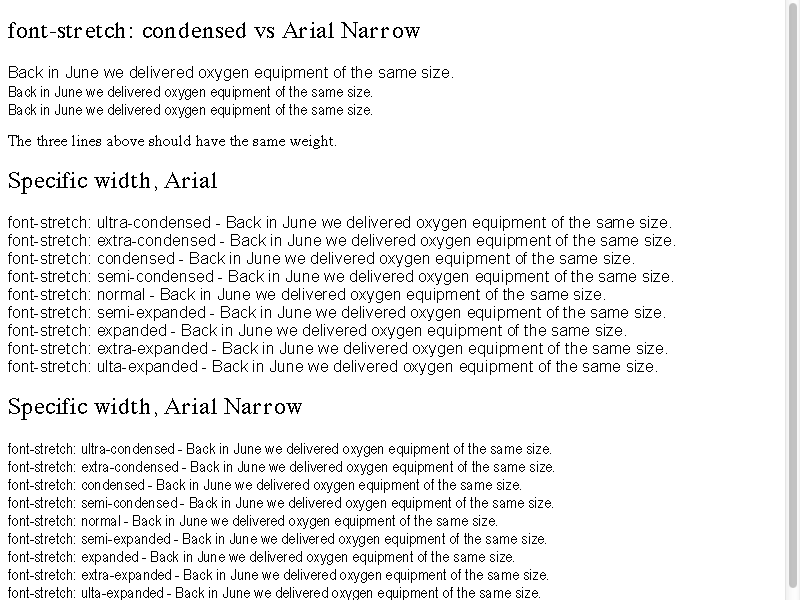 font-stretch: condensed vs Arial Narrow
Back in June we delivered oxygen equipment of the same size.
Back in June we delivered oxygen equipment of the same size.
Back in June we delivered oxygen equipment of the same size.
The three lines above should have the same weight.
Specific width, Arial
font-stretch: ultra-condensed - Back in June we delivered oxygen equipment of the same size.
font-stretch: extra-condensed - Back in June we delivered oxygen equipment of the same size.
font-stretch: condensed - Back in June we delivered oxygen equipment of the same size.
font-stretch: semi-condensed - Back in June we delivered oxygen equipment of the same size.
font-stretch: normal - Back in June we delivered oxygen equipment of the same size.
font-stretch: semi-expanded - Back in June we delivered oxygen equipment of the same size.
font-stretch: expanded - Back in June we delivered oxygen equipment of the same size.
font-stretch: extra-expanded - Back in June we delivered oxygen equipment of the same size.
font-stretch: ulta-expanded - Back in June we delivered oxygen equipment of the same size.
Specific width, Arial Narrow
font-stretch: ultra-condensed - Back in June we delivered oxygen equipment of the same size.
font-stretch: extra-condensed - Back in June we delivered oxygen equipment of the same size.
font-stretch: condensed - Back in June we delivered oxygen equipment of the same size.
font-stretch: semi-condensed - Back in June we delivered oxygen equipment of the same size.
font-stretch: normal - Back in June we delivered oxygen equipment of the same size.
font-stretch: semi-expanded - Back in June we delivered oxygen equipment of the same size.
font-stretch: expanded - Back in June we delivered oxygen equipment of the same size.
font-stretch: extra-expanded - Back in June we delivered oxygen equipment of the same size.
font-stretch: ulta-expanded - Back in June we delivered oxygen equipment of the same size.